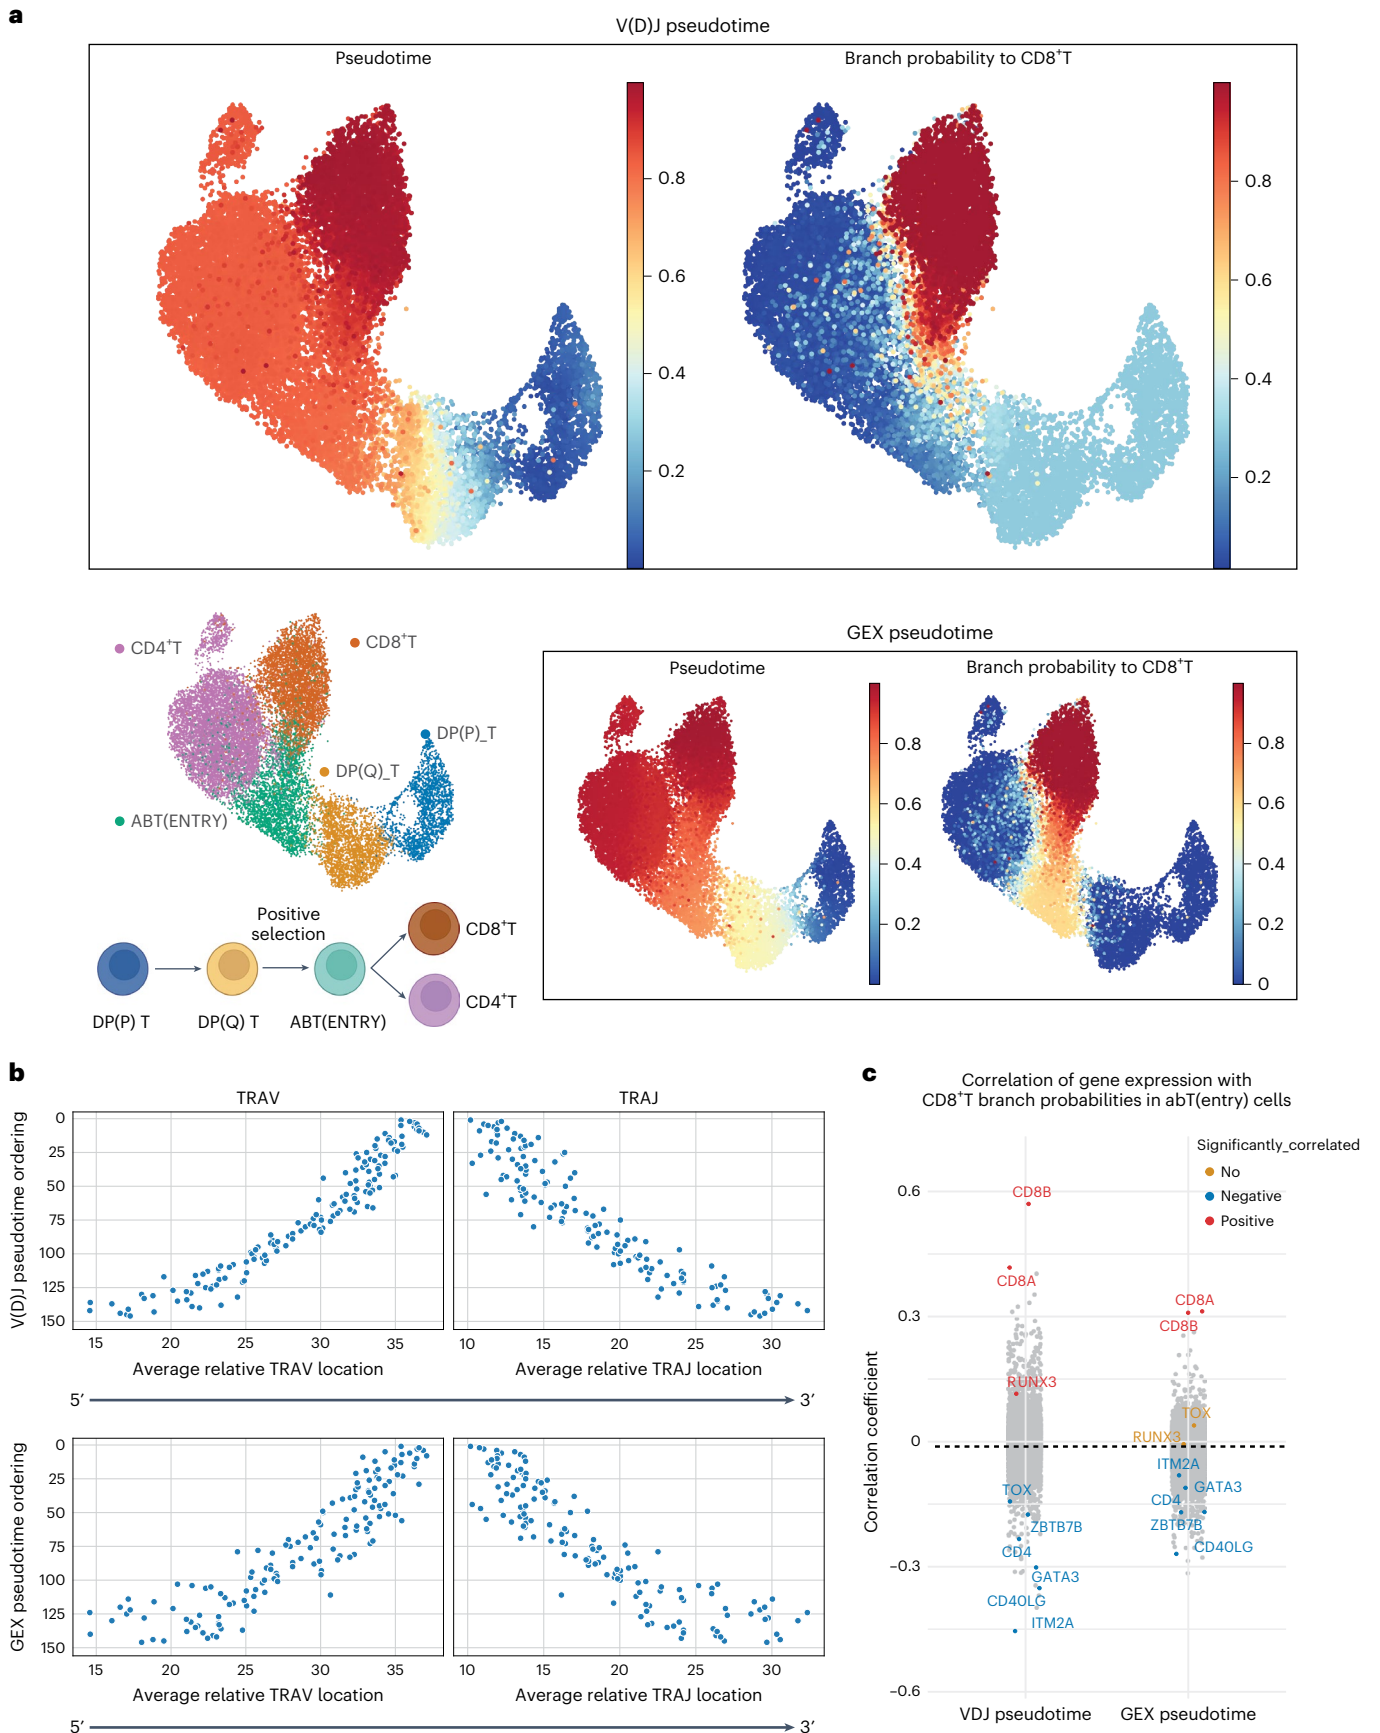 a
V(D)J pseudotime
Pseudotime
Branch probability to CD8⁺T
0.8
0.6
0.4
0.2
0.8
0.6
0.4
0.2
CD4⁺T
CD8⁺T
DP(P)_T
DP(Q)_T
ABT(ENTRY)
Positive
selection
CD8⁺T
CD4⁺T
DP(P) T
DP(Q) T
ABT(ENTRY)
GEX pseudotime
Pseudotime
Branch probability to CD8⁺T
0.8
0.6
0.4
0.2
0.8
0.6
0.4
0.2
0
b
TRAV
TRAJ
V(D)J pseudotime ordering
0
25
50
75
100
125
150
15 20 25 30 35
10 15 20 25 30
Average relative TRAV location
Average relative TRAJ location
5′ 3′
GEX pseudotime ordering
0
25
50
75
100
125
150
15 20 25 30 35
10 15 20 25 30
Average relative TRAV location
Average relative TRAJ location
5′ 3′
c
Correlation of gene expression with
CD8⁺T branch probabilities in abT(entry) cells
Significantly_correlated
No
Negative
Positive
Correlation coefficient
0.6
0.3
0
−0.3
−0.6
CD8B
CD8A
RUNX3
TOX
ZBTB7B
CD4
GATA3
CD40LG
ITM2A
CD8A
CD8B
TOX
RUNX3
ITM2A
GATA3
CD4
ZBTB7B
CD40LG
VDJ pseudotime
GEX pseudotime